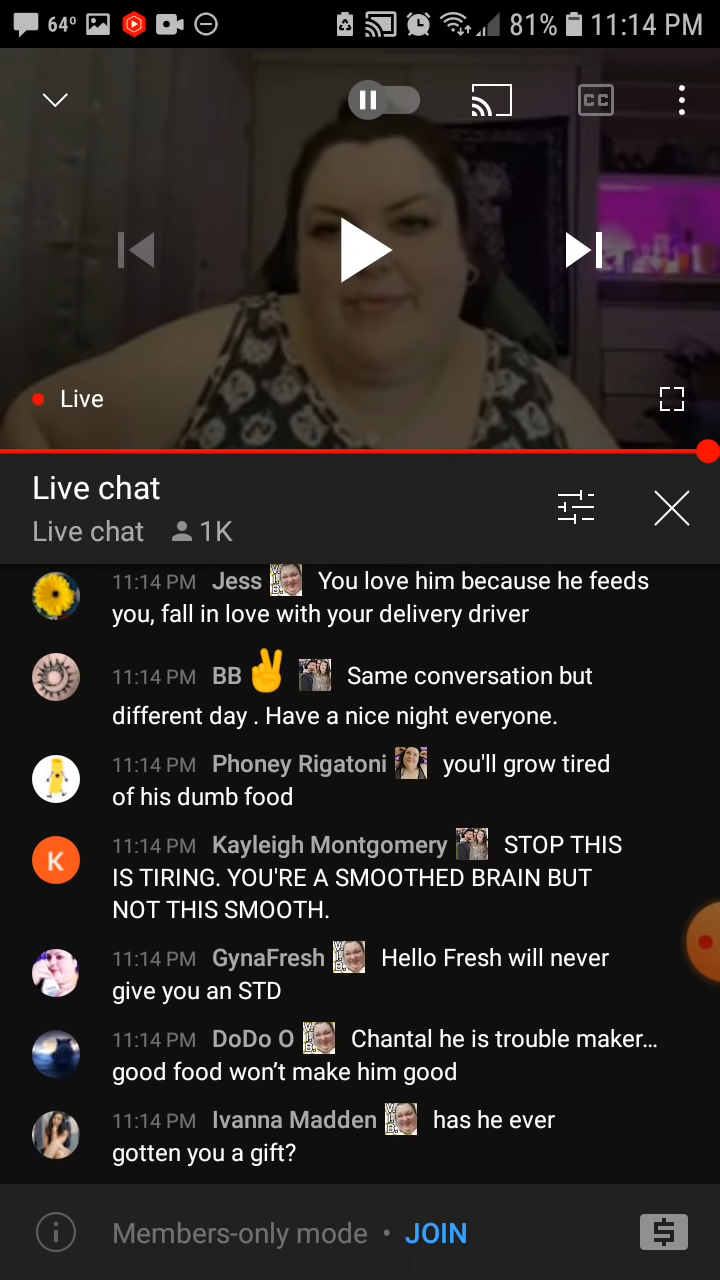 64° 81% 11:14 PM
CC
Live
Live chat
Live chat 1K
11:14 PM Jess You love him because he feeds
you, fall in love with your delivery driver
11:14 PM BB✌ Same conversation but
different day . Have a nice night everyone.
11:14 PM Phoney Rigatoni you'll grow tired
of his dumb food
K 11:14 PM Kayleigh Montgomery STOP THIS
IS TIRING. YOU'RE A SMOOTHED BRAIN BUT
NOT THIS SMOOTH.
11:14 PM GynaFresh Hello Fresh will never
give you an STD
11:14 PM DoDo O Chantal he is trouble maker…
good food won’t make him good
11:14 PM Ivanna Madden has he ever
gotten you a gift?
Members-only mode • JOIN